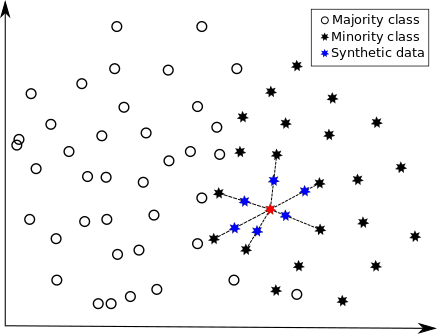 Majority class
Minority class
Synthetic data